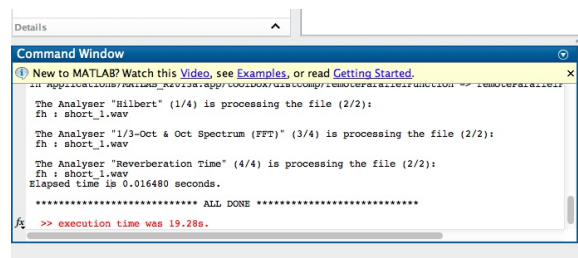 Details
Command Window
New to MATLAB? Watch this Video, see Examples, or read Getting Started.
The Analyser "Hilbert" (1/4) is processing the file (2/2):
fh : short_1.wav
The Analyser "1/3-Oct & Oct Spectrum (FFT)" (3/4) is processing the file (2/2):
fh : short_1.wav
The Analyser "Reverberation Time" (4/4) is processing the file (2/2):
fh : short_1.wav
Elapsed time is 0.016480 seconds.
*************************** ALL DONE ***************************
fx >> execution time was 19.28s.